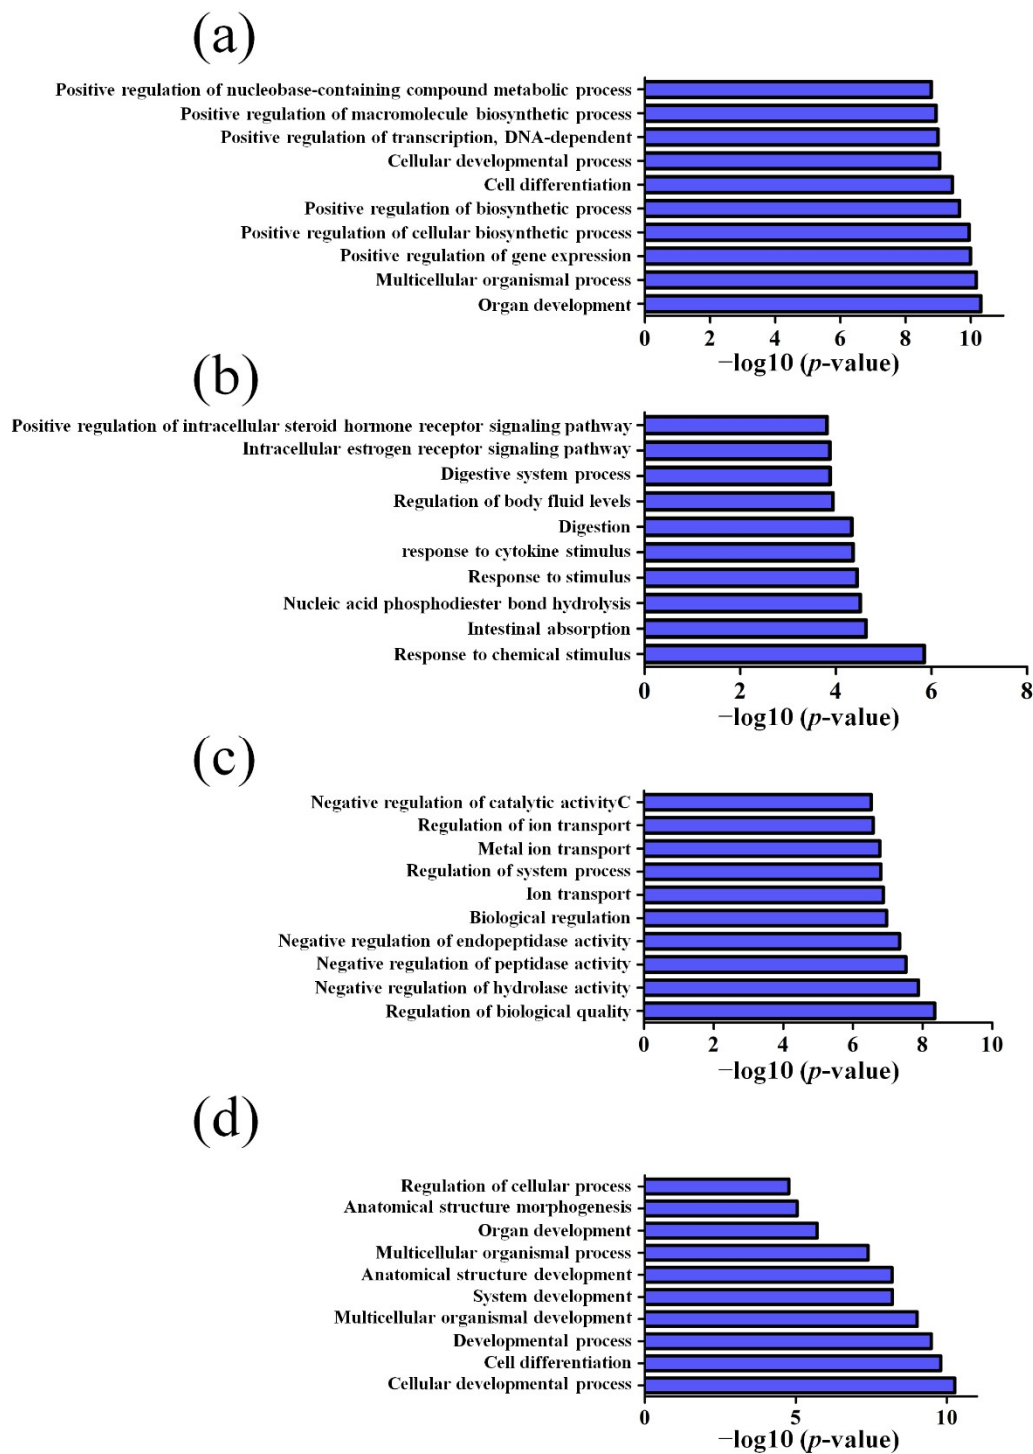 (a)
Positive regulation of nucleobase-containing compound metabolic process
Positive regulation of macromolecule biosynthetic process
Positive regulation of transcription, DNA-dependent
Cellular developmental process
Cell differentiation
Positive regulation of biosynthetic process
Positive regulation of cellular biosynthetic process
Positive regulation of gene expression
Multicellular organismal process
Organ development
0 2 4 6 8 10
−log10 (p-value)
(b)
Positive regulation of intracellular steroid hormone receptor signaling pathway
Intracellular estrogen receptor signaling pathway
Digestive system process
Regulation of body fluid levels
Digestion
response to cytokine stimulus
Response to stimulus
Nucleic acid phosphodiester bond hydrolysis
Intestinal absorption
Response to chemical stimulus
0 2 4 6 8
−log10 (p-value)
(c)
Negative regulation of catalytic activityC
Regulation of ion transport
Metal ion transport
Regulation of system process
Ion transport
Biological regulation
Negative regulation of endopeptidase activity
Negative regulation of peptidase activity
Negative regulation of hydrolase activity
Regulation of biological quality
0 2 4 6 8 10
−log10 (p-value)
(d)
Regulation of cellular process
Anatomical structure morphogenesis
Organ development
Multicellular organismal process
Anatomical structure development
System development
Multicellular organismal development
Developmental process
Cell differentiation
Cellular developmental process
0 5 10
−log10 (p-value)